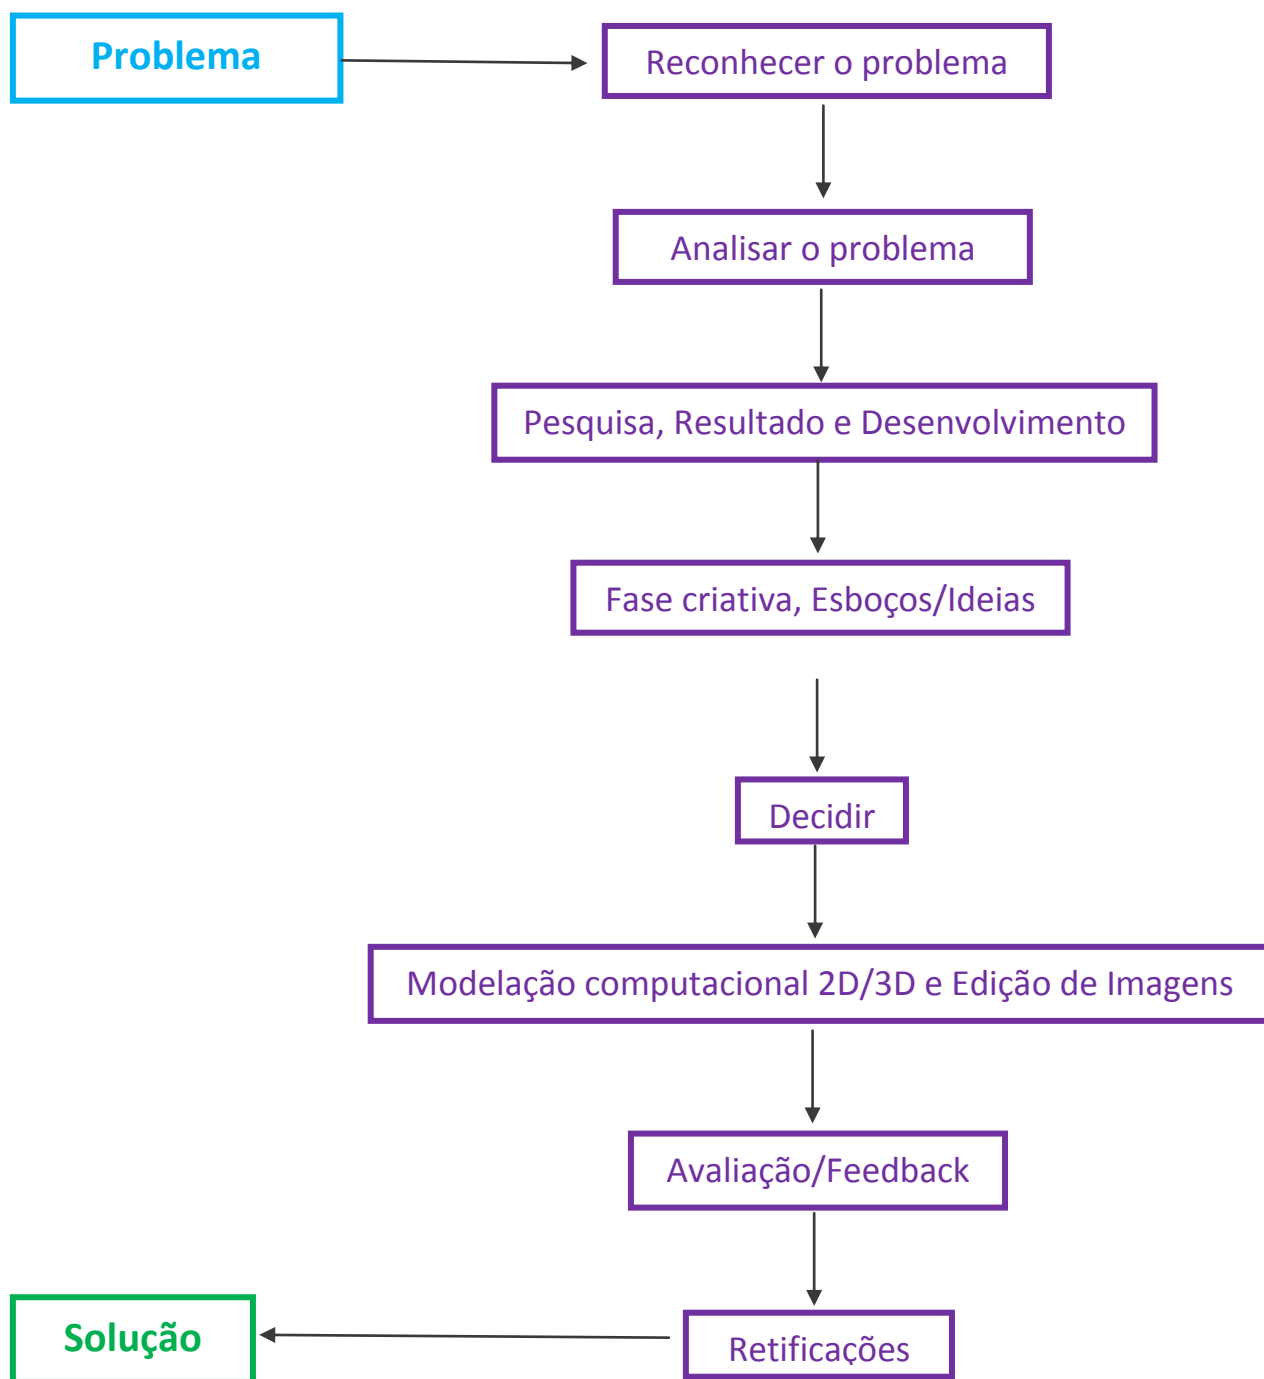 Problema
Reconhecer o problema
Analisar o problema
Pesquisa, Resultado e Desenvolvimento
Fase criativa, Esboços/Ideias
Decidir
Modelação computacional 2D/3D e Edição de Imagens
Avaliação/Feedback
Retificações
Solução